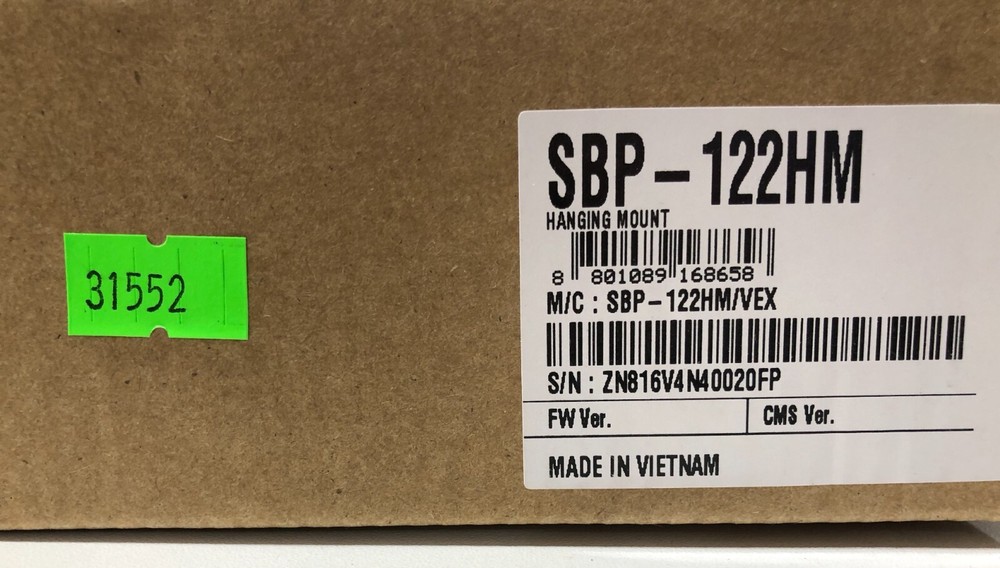 31552
SBP-122HM
HANGING MOUNT
8 801089 168658
M/C : SBP-122HM/VEX
S/N : ZN816V4N40020FP
FW Ver. CMS Ver.
MADE IN VIETNAM